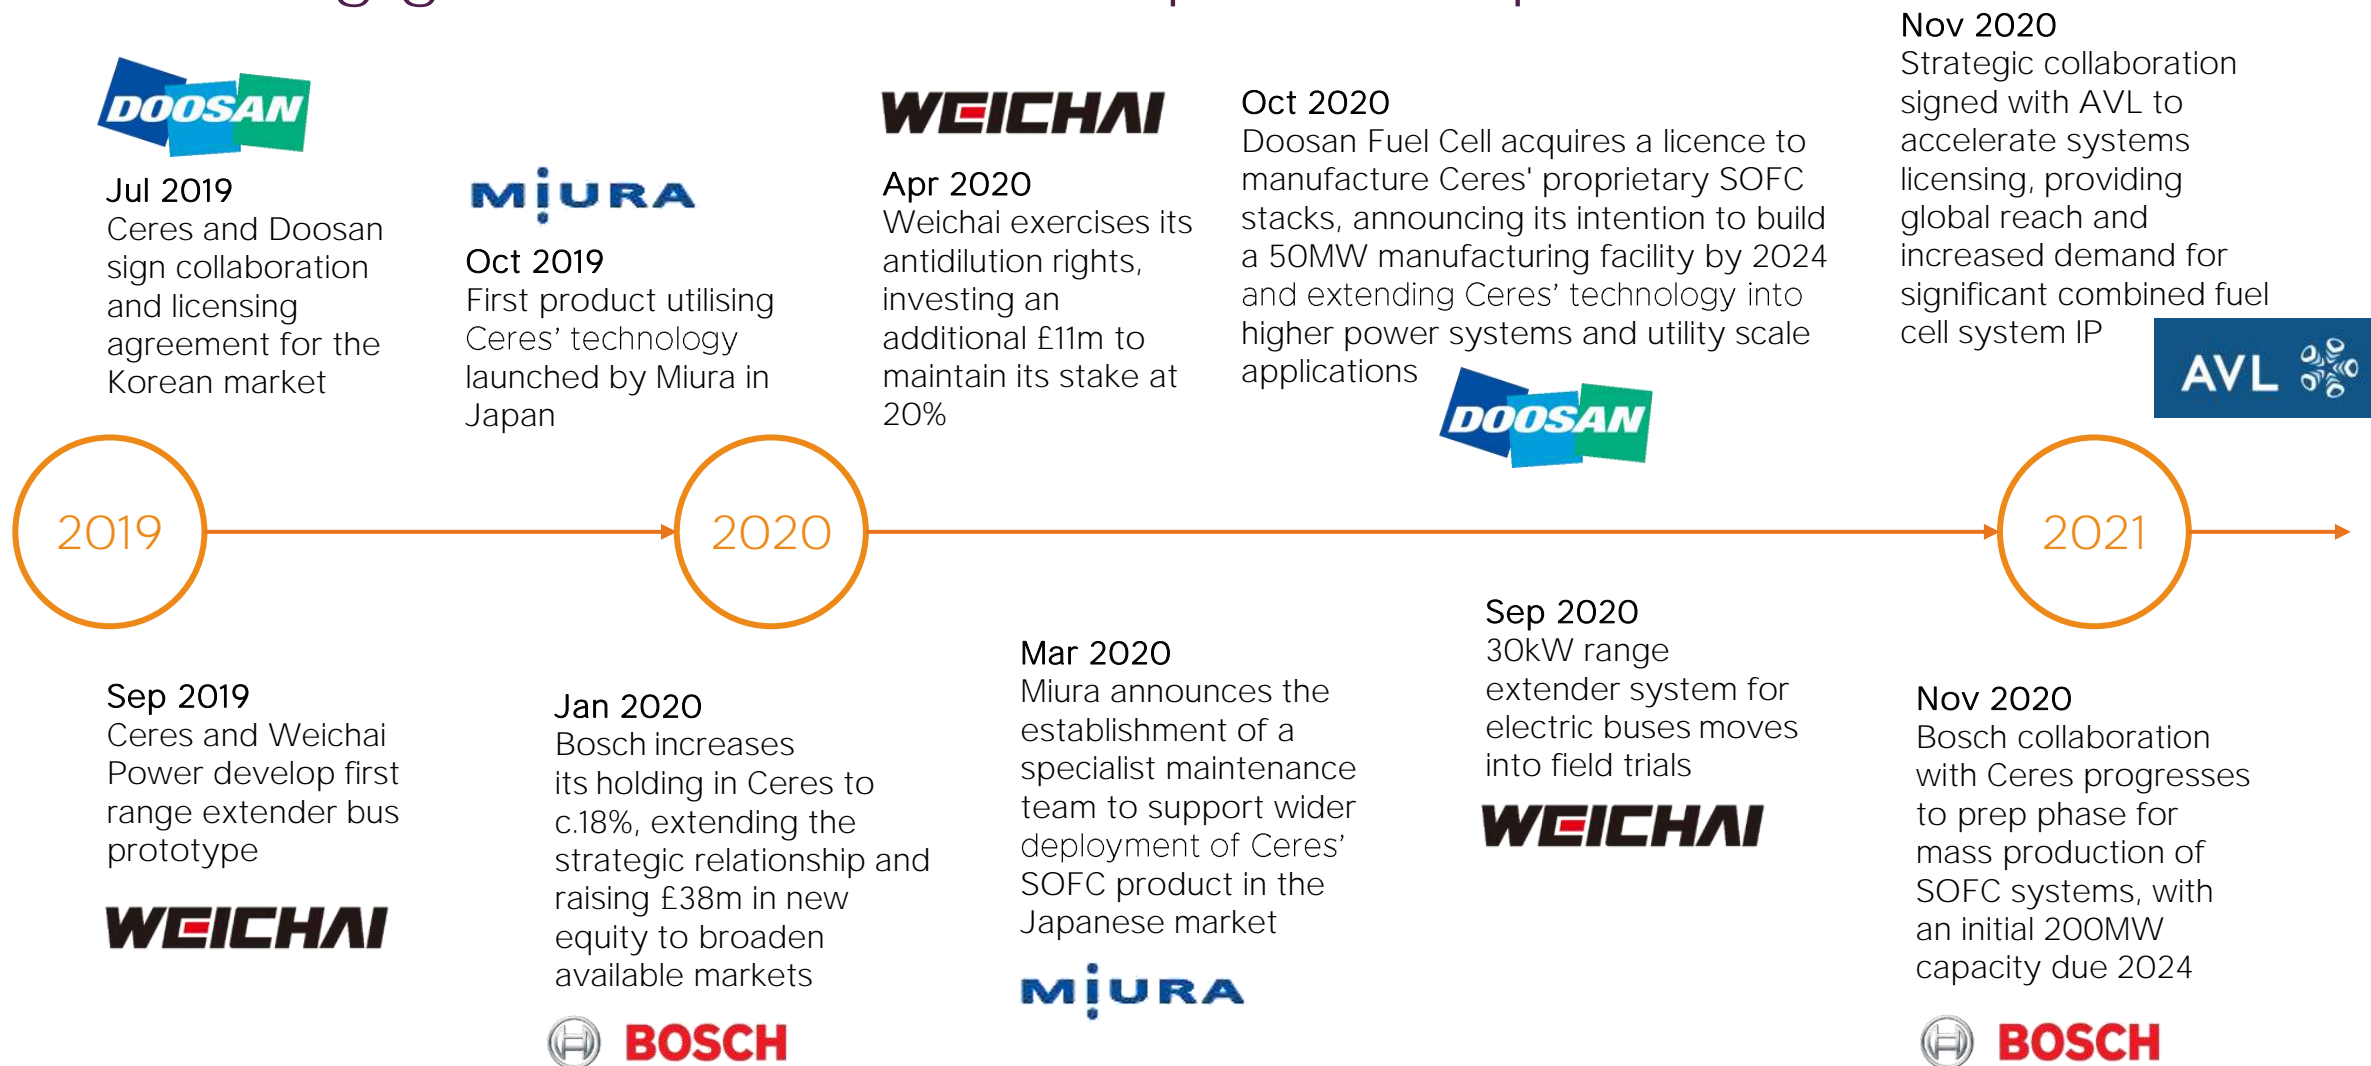 DOOSAN
Jul 2019
Ceres and Doosan
sign collaboration
and licensing
agreement for the
Korean market
MIURA
Oct 2019
First product utilising
Ceres’ technology
launched by Miura in
Japan
WEICHAI
Apr 2020
Weichai exercises its
antidilution rights,
investing an
additional £11m to
maintain its stake at
20%
Oct 2020
Doosan Fuel Cell acquires a licence to
manufacture Ceres' proprietary SOFC
stacks, announcing its intention to build
a 50MW manufacturing facility by 2024
and extending Ceres’ technology into
higher power systems and utility scale
applications
DOOSAN
Nov 2020
Strategic collaboration
signed with AVL to
accelerate systems
licensing, providing
global reach and
increased demand for
significant combined fuel
cell system IP
AVL
2019
2020
2021
Sep 2019
Ceres and Weichai
Power develop first
range extender bus
prototype
WEICHAI
Jan 2020
Bosch increases
its holding in Ceres to
c.18%, extending the
strategic relationship and
raising £38m in new
equity to broaden
available markets
BOSCH
Mar 2020
Miura announces the
establishment of a
specialist maintenance
team to support wider
deployment of Ceres’
SOFC product in the
Japanese market
MIURA
Sep 2020
30kW range
extender system for
electric buses moves
into field trials
WEICHAI
Nov 2020
Bosch collaboration
with Ceres progresses
to prep phase for
mass production of
SOFC systems, with
an initial 200MW
capacity due 2024
BOSCH